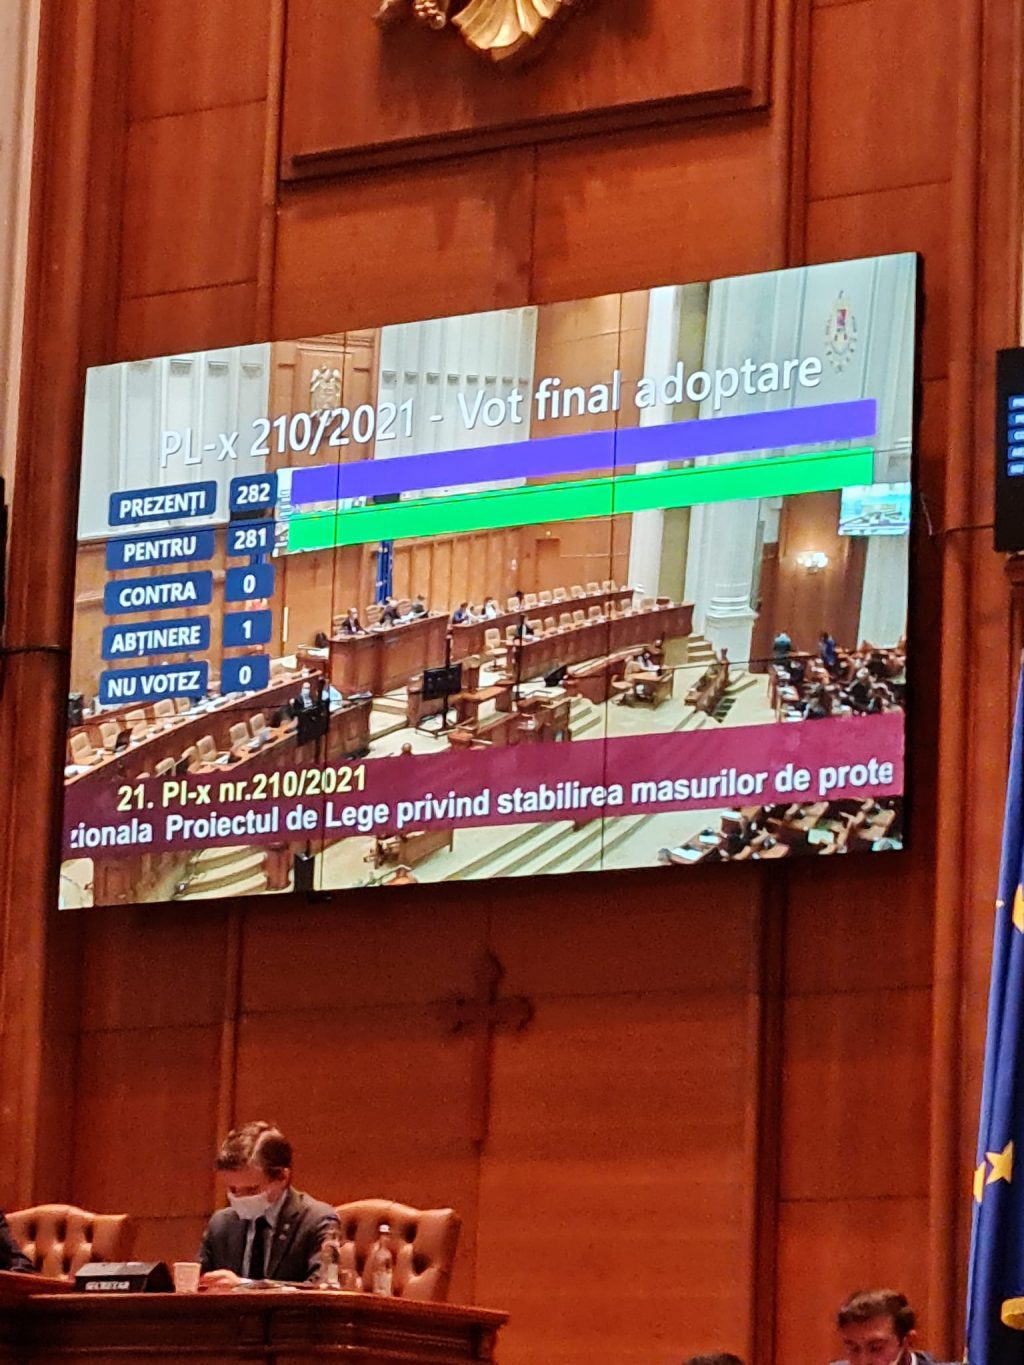 PL-x 210/2021 - Vot final adoptare
PREZENȚI 282
PENTRU 281
CONTRA 0
ABȚINERE 1
NU VOTEZ 0
21. Pl-x nr.210/2021
ționala Proiectul de Lege privind stabilirea masurilor de prote
SECRETAR